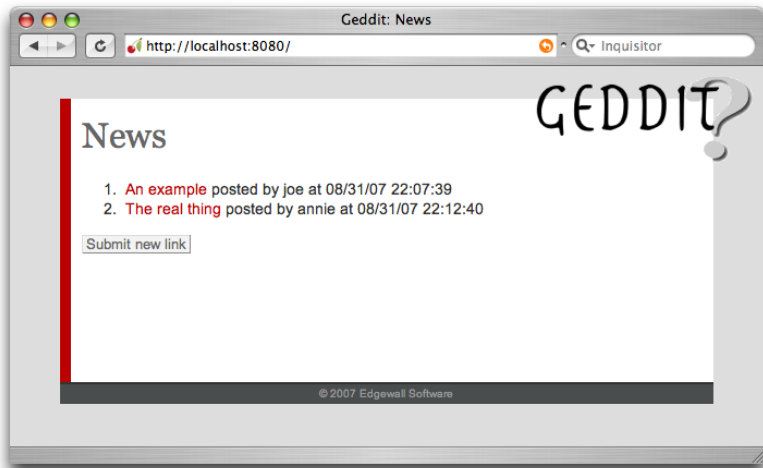 Geddit: News
http://localhost:8080/
Inquisitor
GEDDIT?
News
1. An example posted by joe at 08/31/07 22:07:39
2. The real thing posted by annie at 08/31/07 22:12:40
Submit new link
© 2007 Edgewall Software